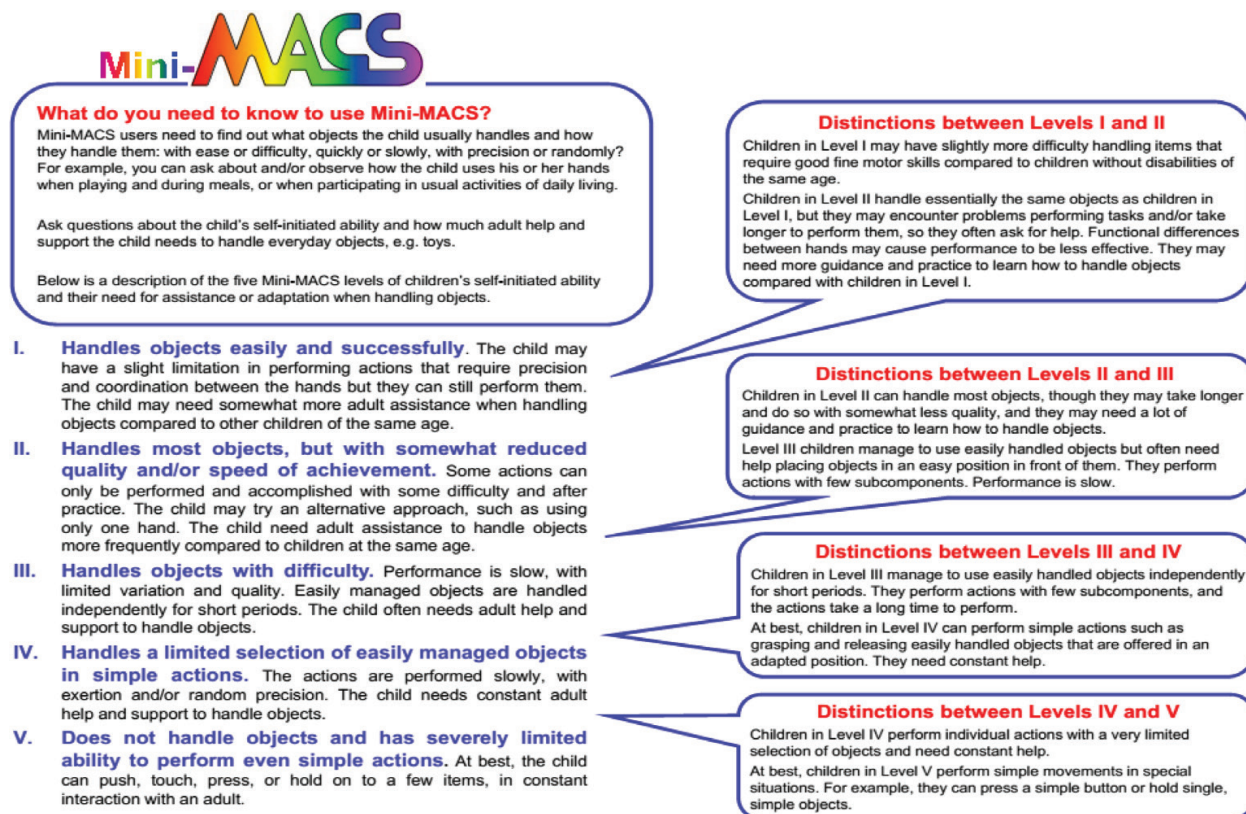 Mini-MACS
What do you need to know to use Mini-MACS?
Mini-MACS users need to find out what objects the child usually handles and how
they handle them: with ease or difficulty, quickly or slowly, with precision or randomly?
For example, you can ask about and/or observe how the child uses his or her hands
when playing and during meals, or when participating in usual activities of daily living.
Ask questions about the child's self-initiated ability and how much adult help and
support the child needs to handle everyday objects, e.g. toys.
Below is a description of the five Mini-MACS levels of children's self-initiated ability
and their need for assistance or adaptation when handling objects.
I. Handles objects easily and successfully. The child may
have a slight limitation in performing actions that require precision
and coordination between the hands but they can still perform them.
The child may need somewhat more adult assistance when handling
objects compared to other children of the same age.
II. Handles most objects, but with somewhat reduced
quality and/or speed of achievement. Some actions can
only be performed and accomplished with some difficulty and after
practice. The child may try an alternative approach, such as using
only one hand. The child need adult assistance to handle objects
more frequently compared to children at the same age.
III. Handles objects with difficulty. Performance is slow, with
limited variation and quality. Easily managed objects are handled
independently for short periods. The child often needs adult help and
support to handle objects.
IV. Handles a limited selection of easily managed objects
in simple actions. The actions are performed slowly, with
exertion and/or random precision. The child needs constant adult
help and support to handle objects.
V. Does not handle objects and has severely limited
ability to perform even simple actions. At best, the child
can push, touch, press, or hold on to a few items, in constant
interaction with an adult.
Distinctions between Levels I and II
Children in Level I may have slightly more difficulty handling items that
require good fine motor skills compared to children without disabilities of
the same age.
Children in Level II handle essentially the same objects as children in
Level I, but they may encounter problems performing tasks and/or take
longer to perform them, so they often ask for help. Functional differences
between hands may cause performance to be less effective. They may
need more guidance and practice to learn how to handle objects
compared with children in Level I.
Distinctions between Levels II and III
Children in Level II can handle most objects, though they may take longer
and do so with somewhat less quality, and they may need a lot of
guidance and practice to learn how to handle objects.
Level III children manage to use easily handled objects but often need
help placing objects in an easy position in front of them. They perform
actions with few subcomponents. Performance is slow.
Distinctions between Levels III and IV
Children in Level III manage to use easily handled objects independently
for short periods. They perform actions with few subcomponents, and
the actions take a long time to perform.
At best, children in Level IV can perform simple actions such as
grasping and releasing easily handled objects that are offered in an
adapted position. They need constant help.
Distinctions between Levels IV and V
Children in Level IV perform individual actions with a very limited
selection of objects and need constant help.
At best, children in Level V perform simple movements in special
situations. For example, they can press a simple button or hold single,
simple objects.